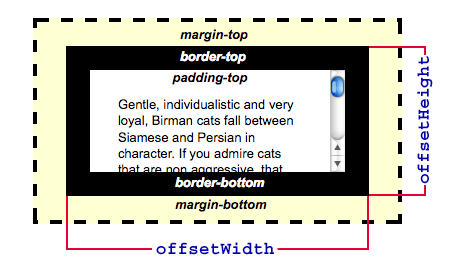 margin-top
border-top
padding-top
Gentle, individualistic and very
loyal, Birman cats fall between
Siamese and Persian in
character. If you admire cats
that are non aggressive, that
border-bottom
margin-bottom
offsetWidth
offsetHeight